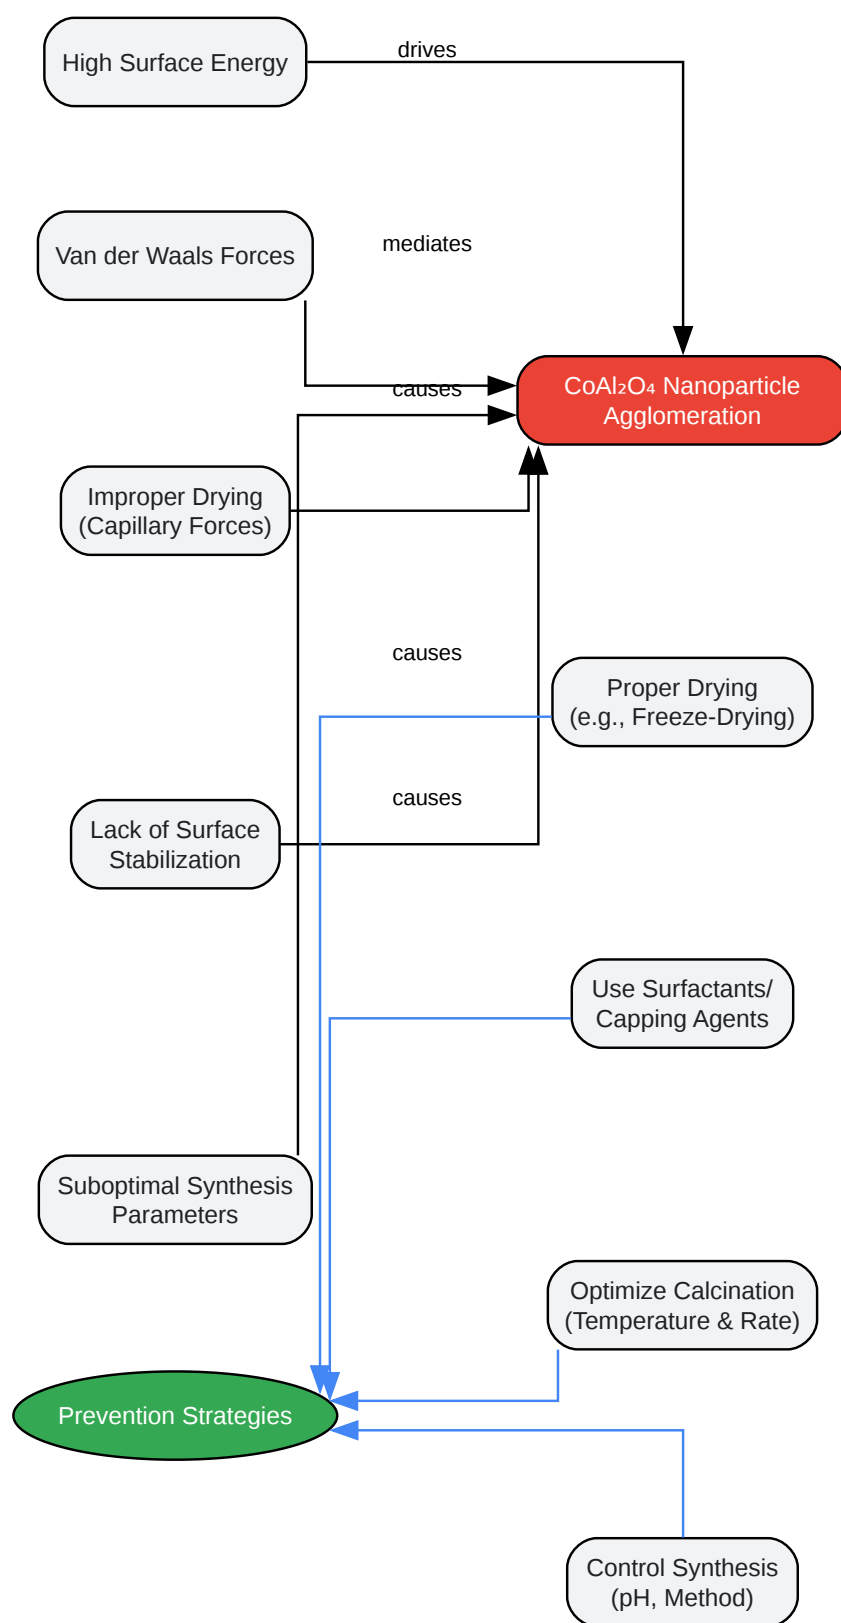 High Surface Energy
drives
Van der Waals Forces
mediates
CoAl₂O₄ Nanoparticle
Agglomeration
causes
Improper Drying
(Capillary Forces)
causes
Proper Drying
(e.g., Freeze-Drying)
causes
Lack of Surface
Stabilization
Use Surfactants/
Capping Agents
Suboptimal Synthesis
Parameters
Optimize Calcination
(Temperature & Rate)
Prevention Strategies
Control Synthesis
(pH, Method)